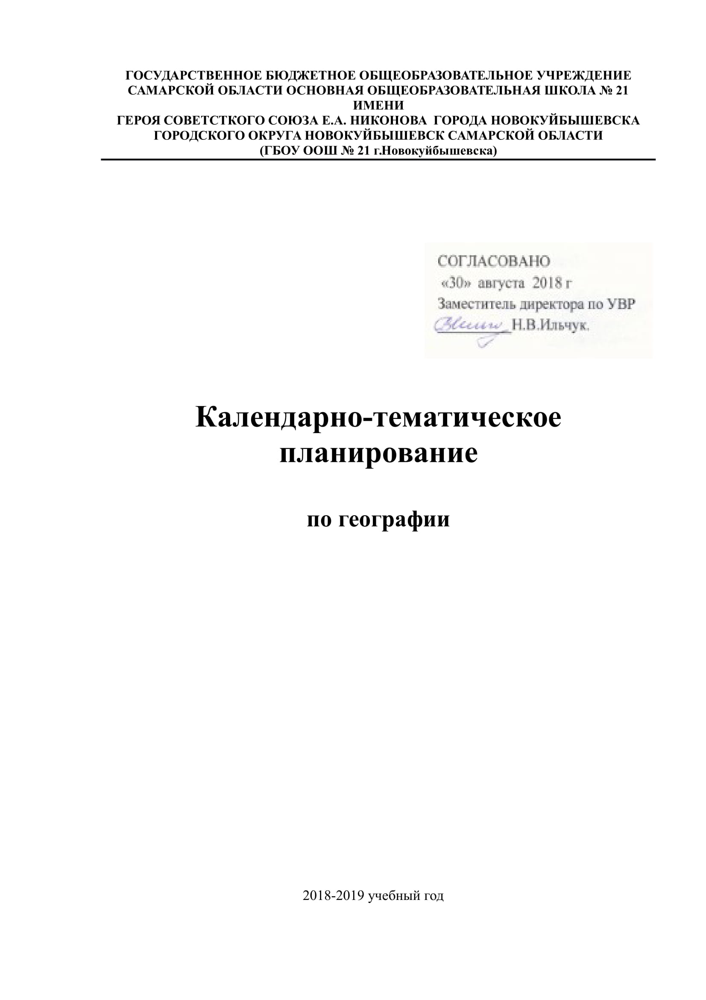 ГОСУДАРСТВЕННОЕ БЮДЖЕТНОЕ ОБЩЕОБРАЗОВАТЕЛЬНОЕ УЧРЕЖДЕНИЕ
САМАРСКОЙ ОБЛАСТИ ОСНОВНАЯ ОБЩЕОБРАЗОВАТЕЛЬНАЯ ШКОЛА № 21
ИМЕНИ
ГЕРОЯ СОВЕТСТКОГО СОЮЗА Е.А. НИКОНОВА ГОРОДА НОВОКУЙБЫШЕВСКА
ГОРОДСКОГО ОКРУГА НОВОКУЙБЫШЕВСК САМАРСКОЙ ОБЛАСТИ
(ГБОУ ООШ № 21 г.Новокуйбышевска)
СОГЛАСОВАНО
«30» августа 2018 г
Заместитель директора по УВР
Н.В.Ильчук.
Календарно-тематическое
планирование
по географии
2018-2019 учебный год